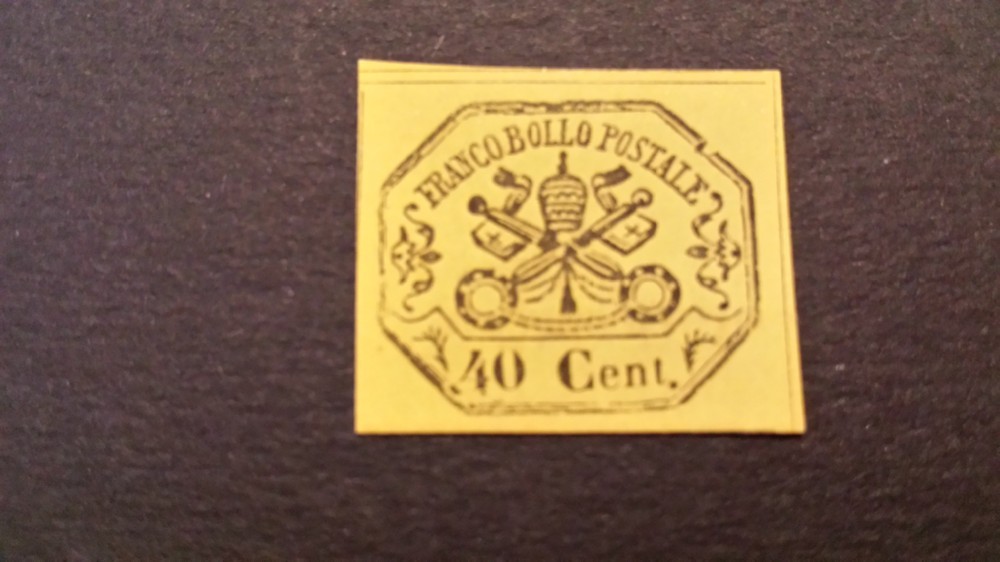 FRANCO BOLLO POSTALE
40 Cent.